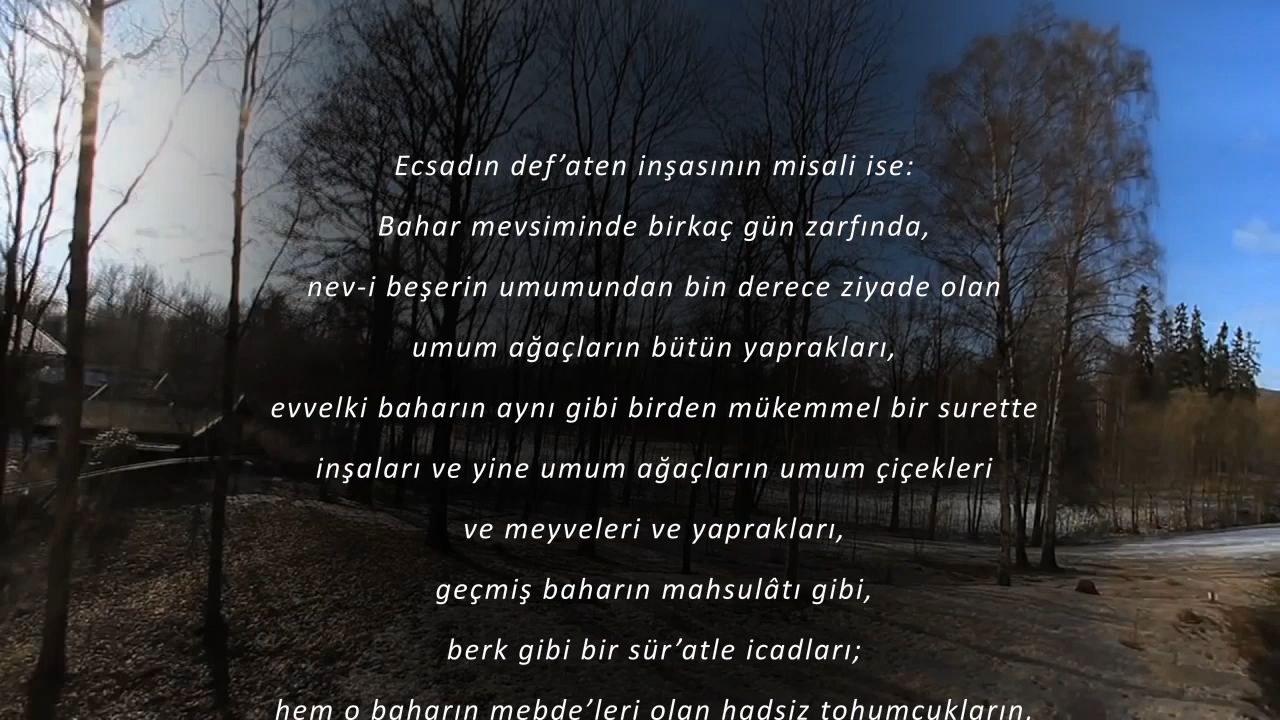 Ecsadın def’aten inşasının misali ise:
Bahar mevsiminde birkaç gün zarfında,
nev-i beşerin umumundan bin derece ziyade olan
umum ağaçların bütün yaprakları,
evvelki baharın aynı gibi birden mükemmel bir surette
inşaları ve yine umum ağaçların umum çiçekleri
ve meyveleri ve yaprakları,
geçmiş baharın mahsulâtı gibi,
berk gibi bir sür’atle icadları;
hem o baharın mebde’leri olan hadsiz tohumcukların,